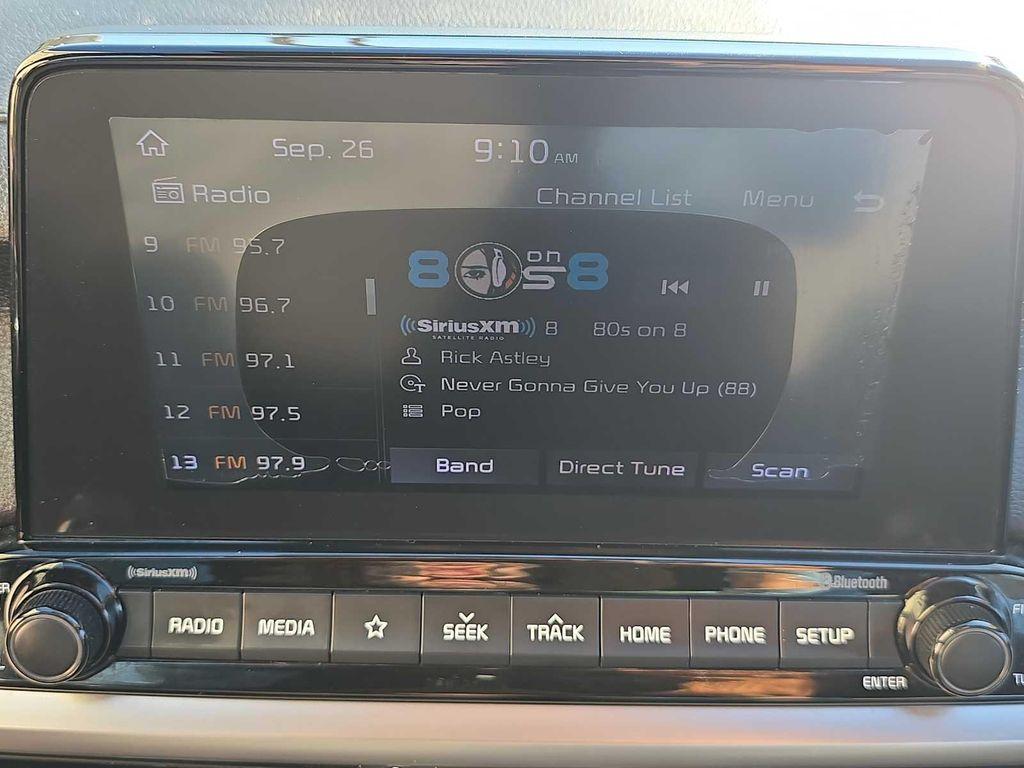 Sep. 26 9:10 AM
Radio Channel List Menu
9 FM 95.7
10 FM 96.7
11 FM 97.1
12 FM 97.5
13 FM 97.9
80s on 8
((SiriusXM)) 8 80s on 8
SATELLITE RADIO
Rick Astley
Never Gonna Give You Up (88)
Pop
Band Direct Tune Scan
((SiriusXM)) Bluetooth
RADIO MEDIA SEEK TRACK HOME PHONE SETUP
ENTER